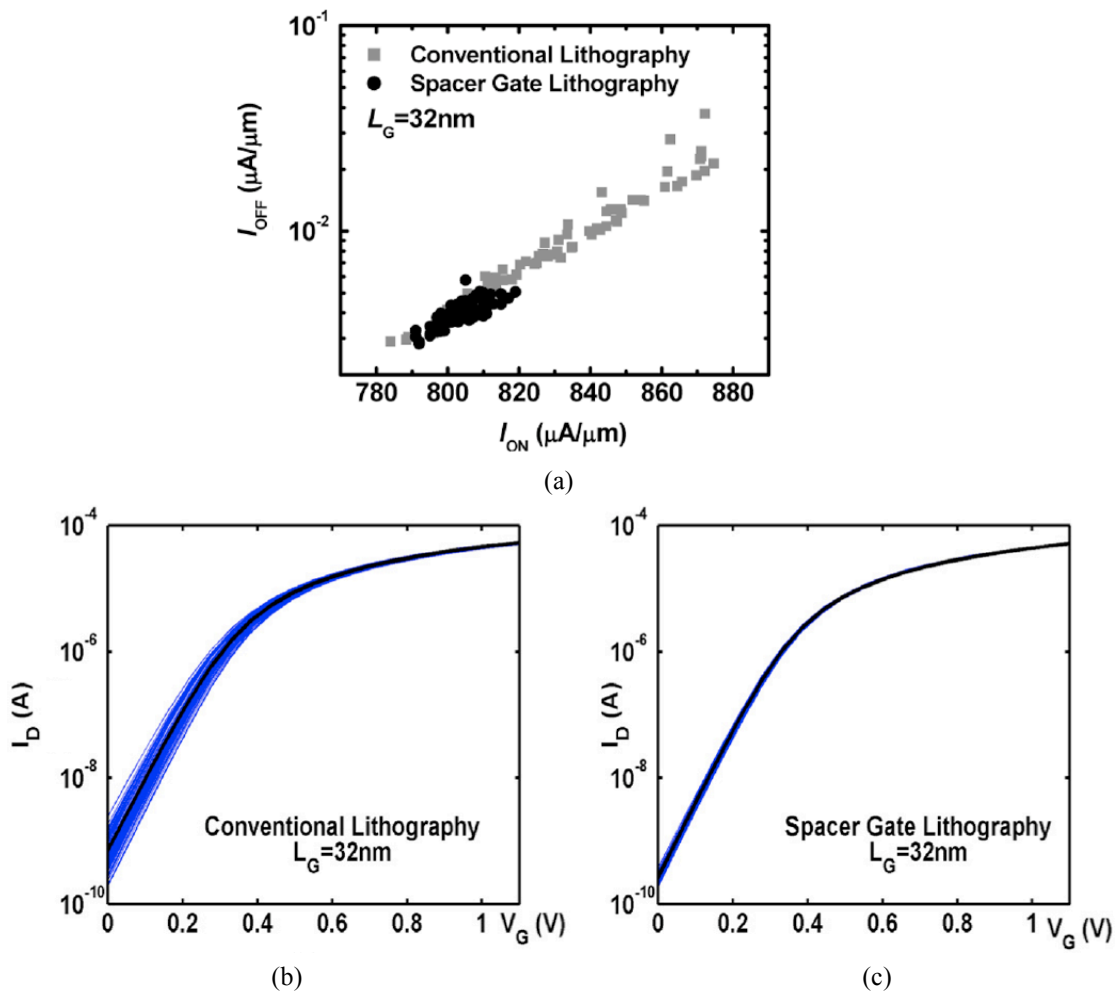 10⁻¹
Conventional Lithography
Spacer Gate Lithography
L_G=32nm
I_OFF (μA/μm)
10⁻²
780 800 820 840 860 880
I_ON (μA/μm)
(a)
10⁻⁴
10⁻⁶
I_D (A)
10⁻⁸
Conventional Lithography
L_G=32nm
10⁻¹⁰
0 0.2 0.4 0.6 0.8 1 V_G (V)
(b)
10⁻⁴
10⁻⁶
I_D (A)
10⁻⁸
Spacer Gate Lithography
L_G=32nm
10⁻¹⁰
0 0.2 0.4 0.6 0.8 1 V_G (V)
(c)